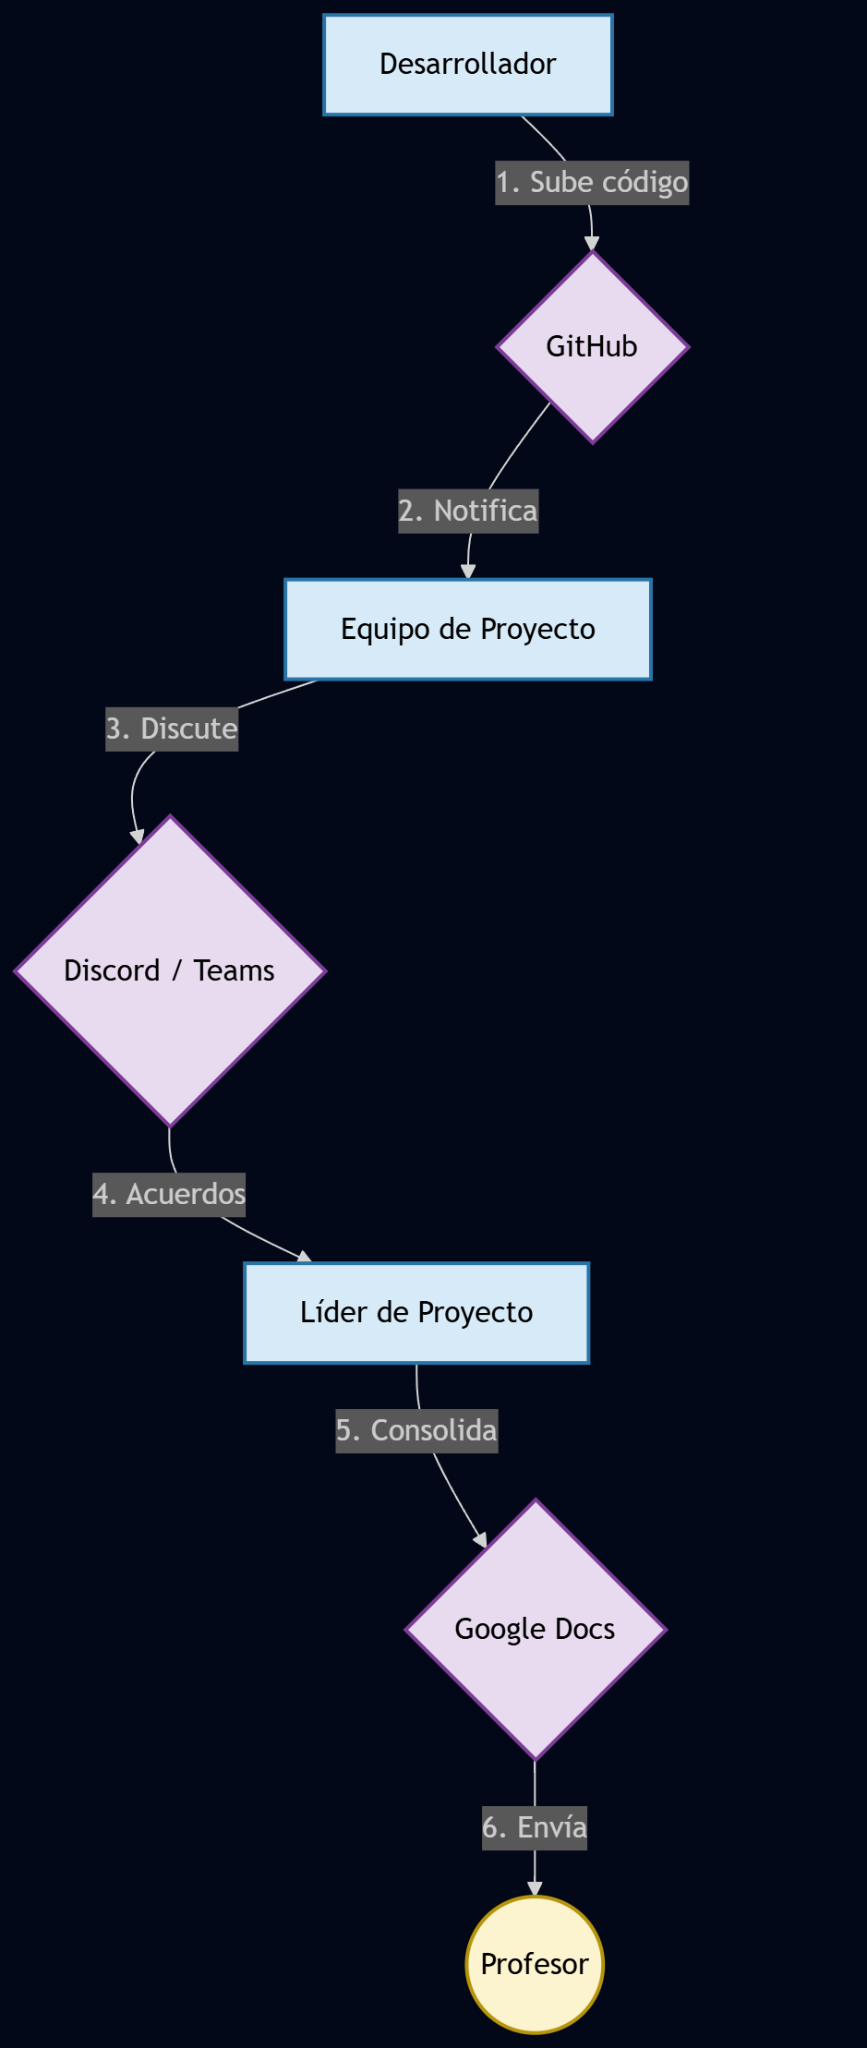 Desarrollador
1. Sube código
GitHub
2. Notifica
Equipo de Proyecto
3. Discute
Discord / Teams
4. Acuerdos
Líder de Proyecto
5. Consolida
Google Docs
6. Envía
Profesor